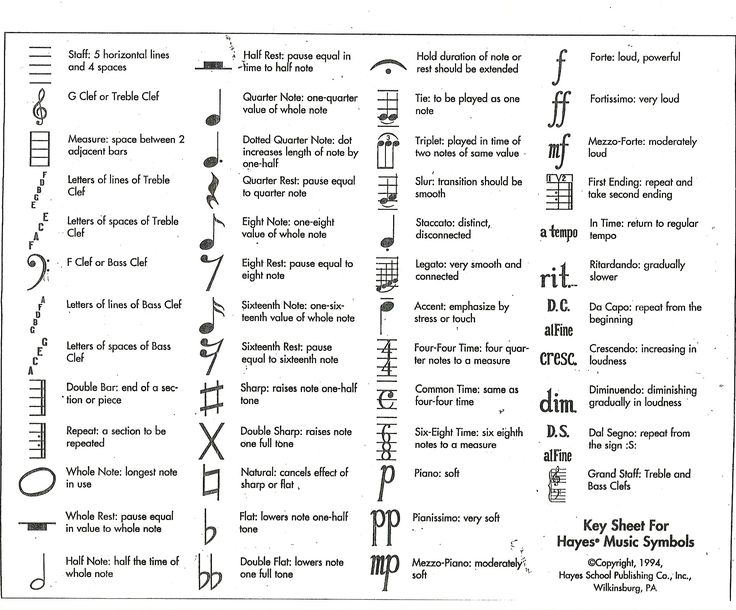 Staff: 5 horizontal lines
and 4 spaces
G Clef or Treble Clef
Measure: space between 2
adjacent bars
F
D
B
G
E
Letters of lines of Treble
Clef
E
C
A
F
Letters of spaces of Treble
Clef
F Clef or Bass Clef
A
F
D
B
G
Letters of lines of Bass Clef
G
E
C
A
Letters of spaces of Bass
Clef
Double Bar: end of a sec-
tion or piece
Repeat: a section to be
repeated
Whole Note: longest note
in use
Whole Rest: pause equal
in value to whole note
Half Note: half the time of
whole note
Half Rest: pause equal in
time to half note
Quarter Note: one-quarter
value of whole note
Dotted Quarter Note: dot
increases length of note by
one-half
Quarter Rest: pause equal
to quarter note
Eight Note: one-eight
value of whole note
Eight Rest: pause equal to
eight note
Sixteenth Note: one-six-
teenth value of whole note
Sixteenth Rest: pause
equal to sixteenth note
Sharp: raises note one-half
tone
Double Sharp: raises note
one full tone
Natural: cancels effect of
sharp or flat
Flat: lowers note one-half
tone
Double Flat: lowers note
one full tone
Hold duration of note or
rest should be extended
Tie: to be played as one
note
3
Triplet: played in time of
two notes of same value
Slur: transition should be
smooth
Staccato: distinct,
disconnected
Legato: very smooth and
connected
Accent: emphasize by
stress or touch
4
4
Four-Four Time: four quar-
ter notes to a measure
C
Common Time: same as
four-four time
6
8
Six-Eight Time: six eighth
notes to a measure
p
Piano: soft
pp
Pianissimo: very soft
mp
Mezzo-Piano: moderately
soft
f
Forte: loud, powerful
ff
Fortissimo: very loud
mf
Mezzo-Forte: moderately
loud
1 2
First Ending: repeat and
take second ending
a tempo
In Time: return to regular
tempo
rit.
Ritardando: gradually
slower
D.C.
alFine
Da Capo: repeat from the
beginning
cresc.
Crescendo: increasing in
loudness
dim.
Diminuendo: diminishing
gradually in loudness
D.S.
alFine
Dal Segno: repeat from
the sign :S:
Grand Staff: Treble and
Bass Clefs
Key Sheet For
Hayes® Music Symbols
©Copyright, 1994,
Hayes School Publishing Co., Inc.,
Wilkinsburg, PA